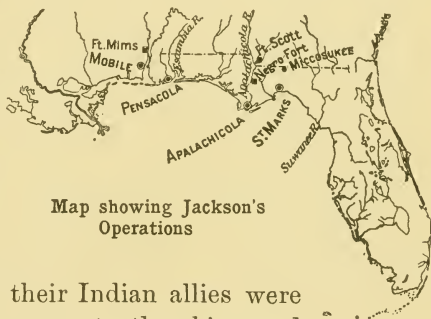 Ft. Mims
MOBILE
Escambia R.
PENSACOLA
Apalachicola R.
Ft. Scott
Negro Fort
MICCOSUKEE
APALACHICOLA
ST. MARKS
Suwanee R.
Map showing Jackson's
Operations
their Indian allies were